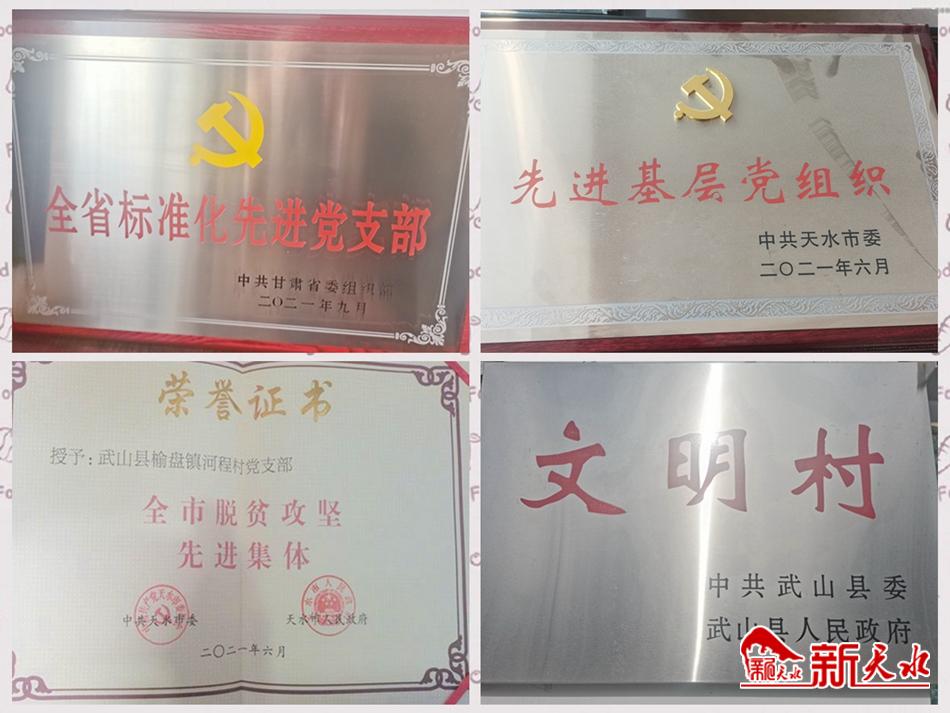 全省标准化先进党支部
中共甘肃省委组织部
二〇二一年九月
先进基层党组织
中共天水市委
二〇二一年六月
荣誉证书
授予：武山县榆盘镇河程村党支部
全市脱贫攻坚
先进集体
中共天水市委
天水市人民政府
二〇二一年六月
文明村
中共武山县委
武山县人民政府
新天水